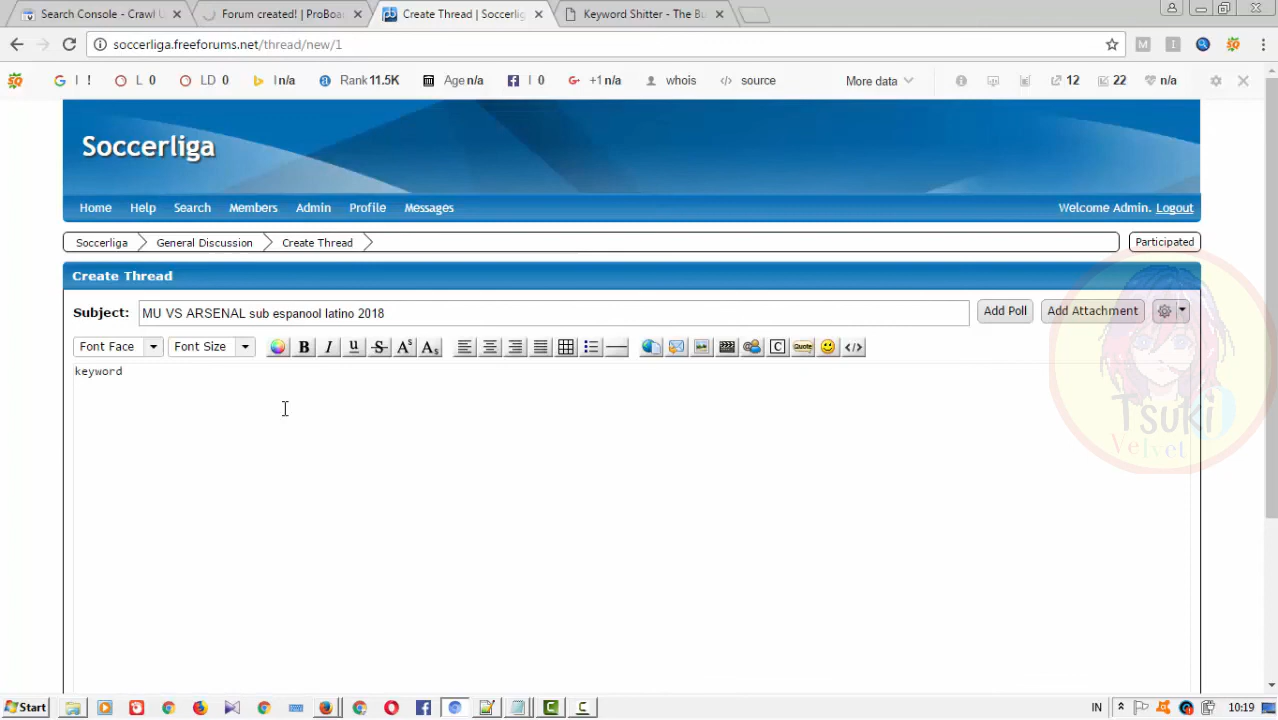 Search Console - Crawl
Forum created! | ProBoa
Create Thread | Soccerlig
Keyword Shitter - The Bu
soccerliga.freeforums.net/thread/new/1
I ! L 0 LD 0 I n/a Rank 11.5K Age n/a I 0 +1 n/a whois source More data 12 22 n/a
Soccerliga
Home Help Search Members Admin Profile Messages Welcome Admin. Logout
Soccerliga General Discussion Create Thread Participated
Create Thread
Subject: MU VS ARSENAL sub espanool latino 2018 Add Poll Add Attachment
Font Face Font Size B I U S A s A s C Quote </>
keyword
Tsuki
Velvet
Start IN 10:19